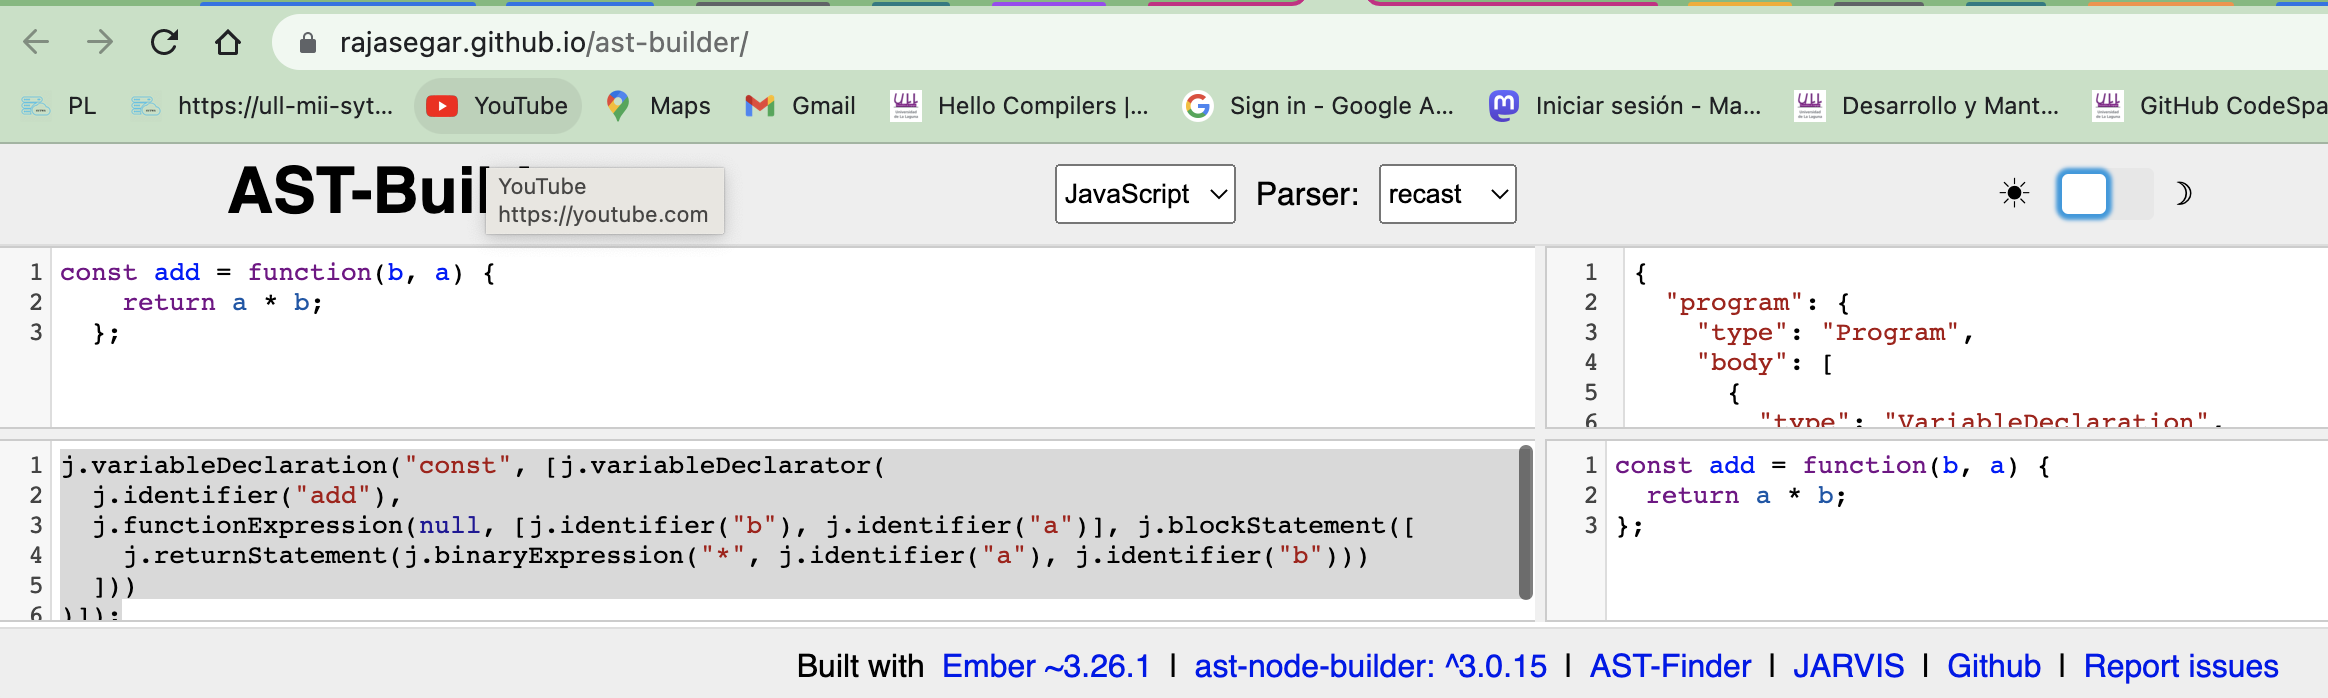 rajasegar.github.io/ast-builder/
PL https://ull-mii-syt... YouTube Maps Gmail Hello Compilers |... Sign in - Google A... Iniciar sesión - Ma... Desarrollo y Mant... GitHub CodeSpa
AST-Buil
YouTube
https://youtube.com
JavaScript Parser: recast
1 const add = function(b, a) {
2 return a * b;
3 };
1 {
2 "program": {
3 "type": "Program",
4 "body": [
5 {
6 "type": "VariableDeclaration",
1 j.variableDeclaration("const", [j.variableDeclarator(
2 j.identifier("add"),
3 j.functionExpression(null, [j.identifier("b"), j.identifier("a")], j.blockStatement([
4 j.returnStatement(j.binaryExpression("*", j.identifier("a"), j.identifier("b")))
5 ]))
6 )]);
1 const add = function(b, a) {
2 return a * b;
3 };
Built with Ember ~3.26.1 | ast-node-builder: ^3.0.15 | AST-Finder | JARVIS | Github | Report issues